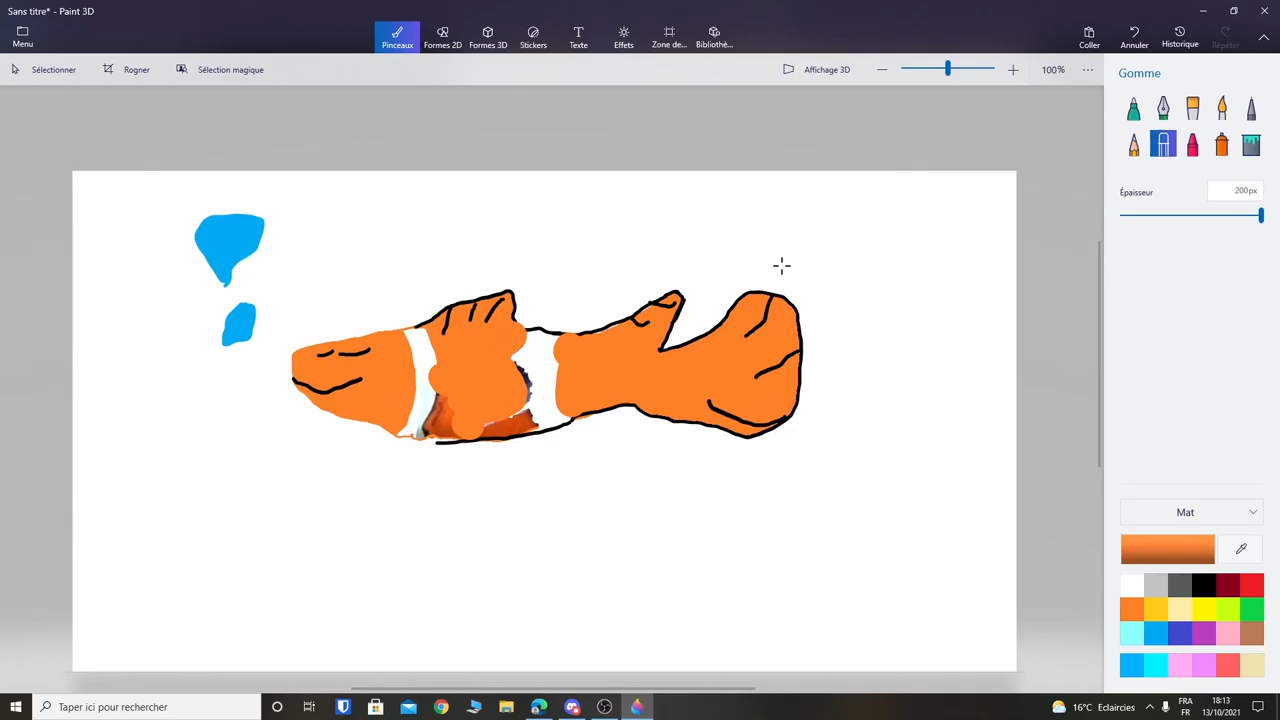 Sans titre* - Paint 3D
Menu
Pinceaux
Formes 2D
Formes 3D
Stickers
Texte
Effets
Zone de...
Bibliothè...
Coller
Annuler
Historique
Répéter
Sélectionner
Rogner
Sélection magique
Affichage 3D
100%
Gomme
Épaisseur
200px
Mat
Taper ici pour rechercher
16°C Eclaircies
FRA
FR
18:13
13/10/2021